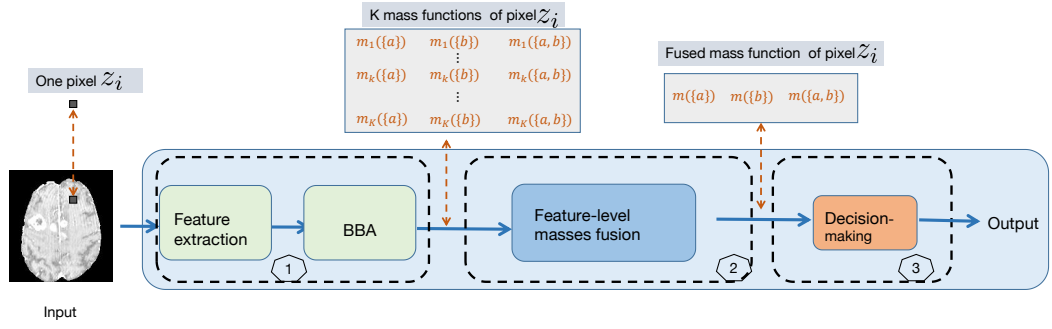 K mass functions of pixel z_i
m_1({a}) m_1({b}) m_1({a, b})
⋮
m_k({a}) m_k({b}) m_k({a, b})
⋮
m_K({a}) m_K({b}) m_K({a, b})
Fused mass function of pixel z_i
m({a}) m({b}) m({a, b})
One pixel z_i
Input
Feature
extraction
BBA
1
Feature-level
masses fusion
2
Decision-
making
3
Output